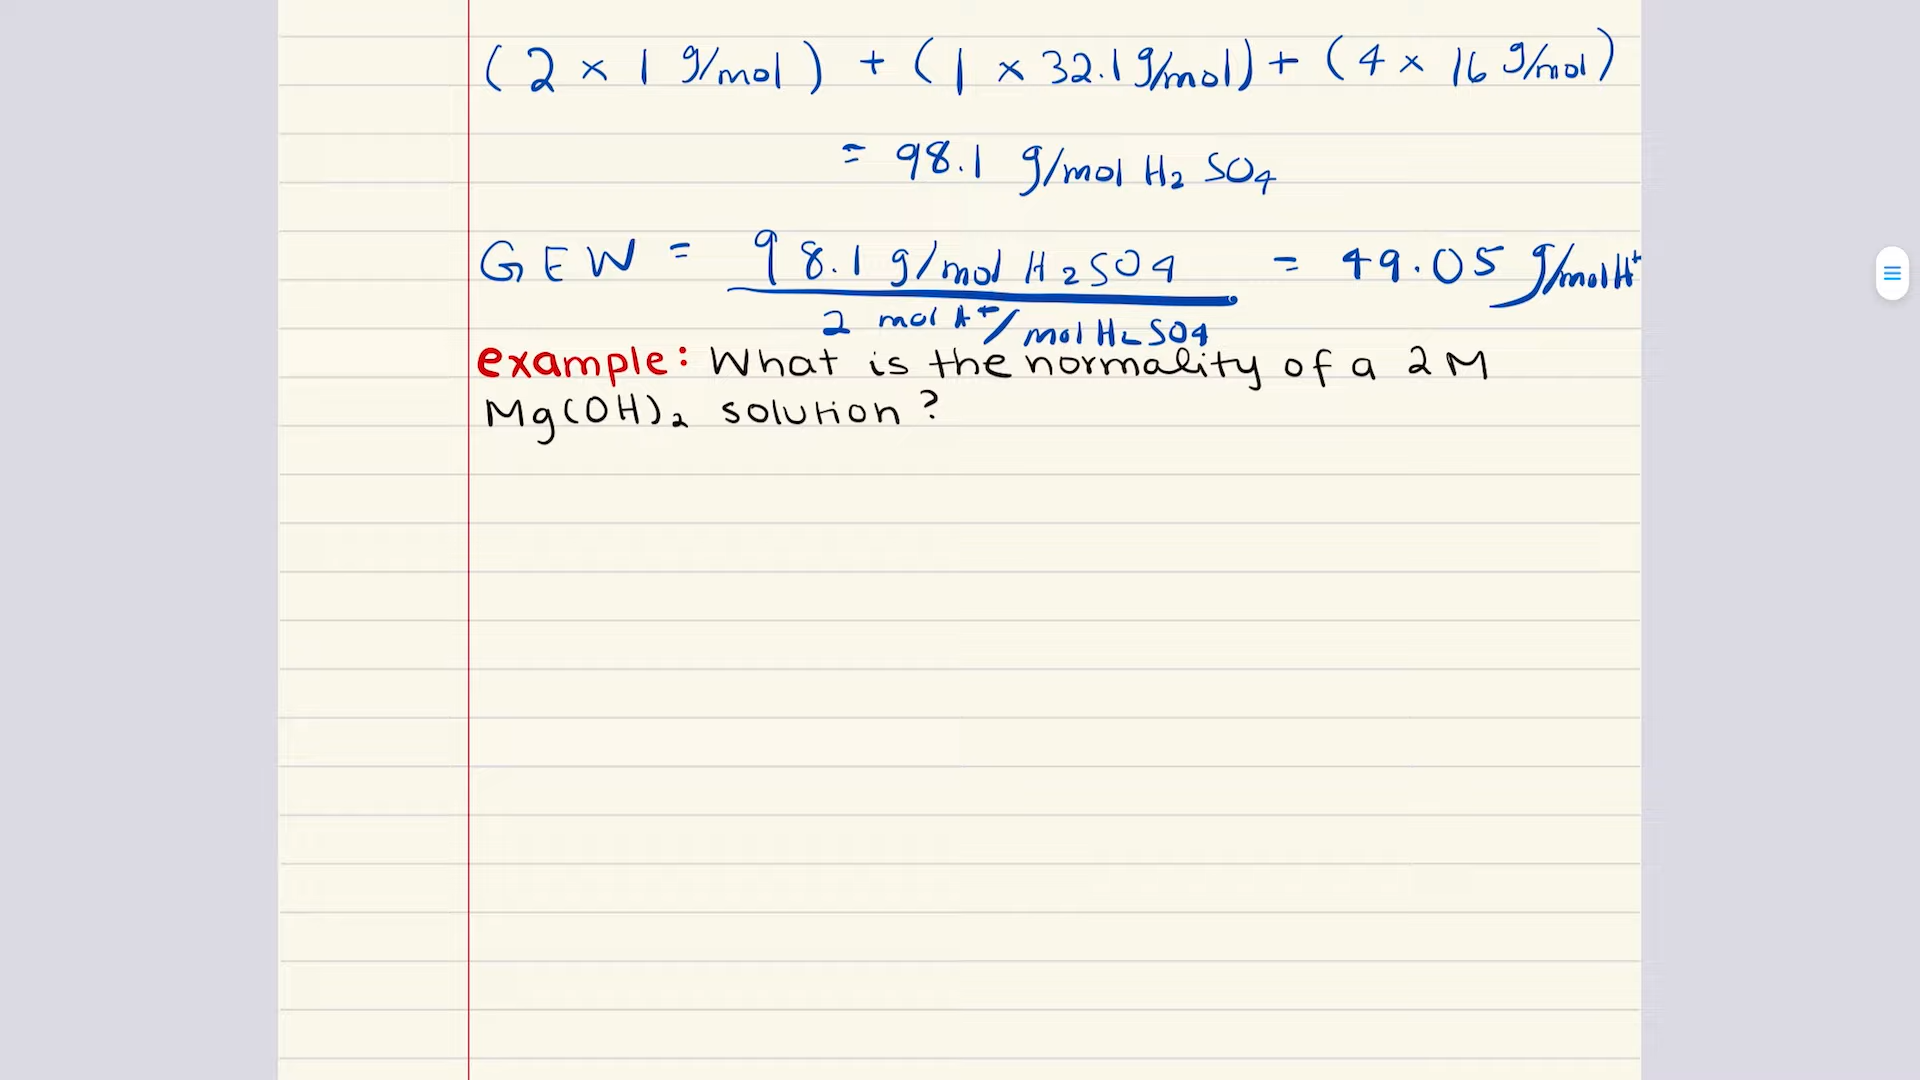 (2 × 1 g/mol) + (1 × 32.1 g/mol) + (4 × 16 g/mol)
= 98.1 g/mol H₂SO₄
GEW = 98.1 g/mol H₂SO₄ = 49.05 g/mol H⁺
2 mol H⁺/mol H₂SO₄
example: What is the normality of a 2M
Mg(OH)₂ solution?